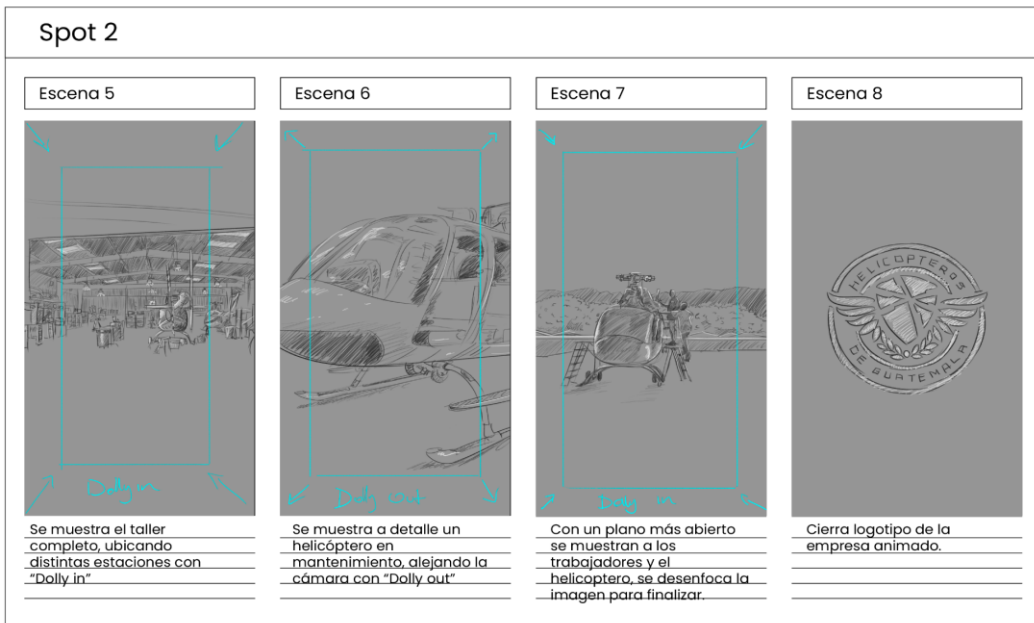 Spot 2
Escena 5
Escena 6
Escena 7
Escena 8
Dolly in
Dolly Out
Dolly in
HELICOPTEROS
DE GUATEMALA
Se muestra el taller
completo, ubicando
distintas estaciones con
“Dolly in”
Se muestra a detalle un
helicóptero en
mantenimiento, alejando la
cámara con “Dolly out”
Con un plano más abierto
se muestran a los
trabajadores y el
helicoptero, se desenfoca la
imagen para finalizar.
Cierra logotipo de la
empresa animado.